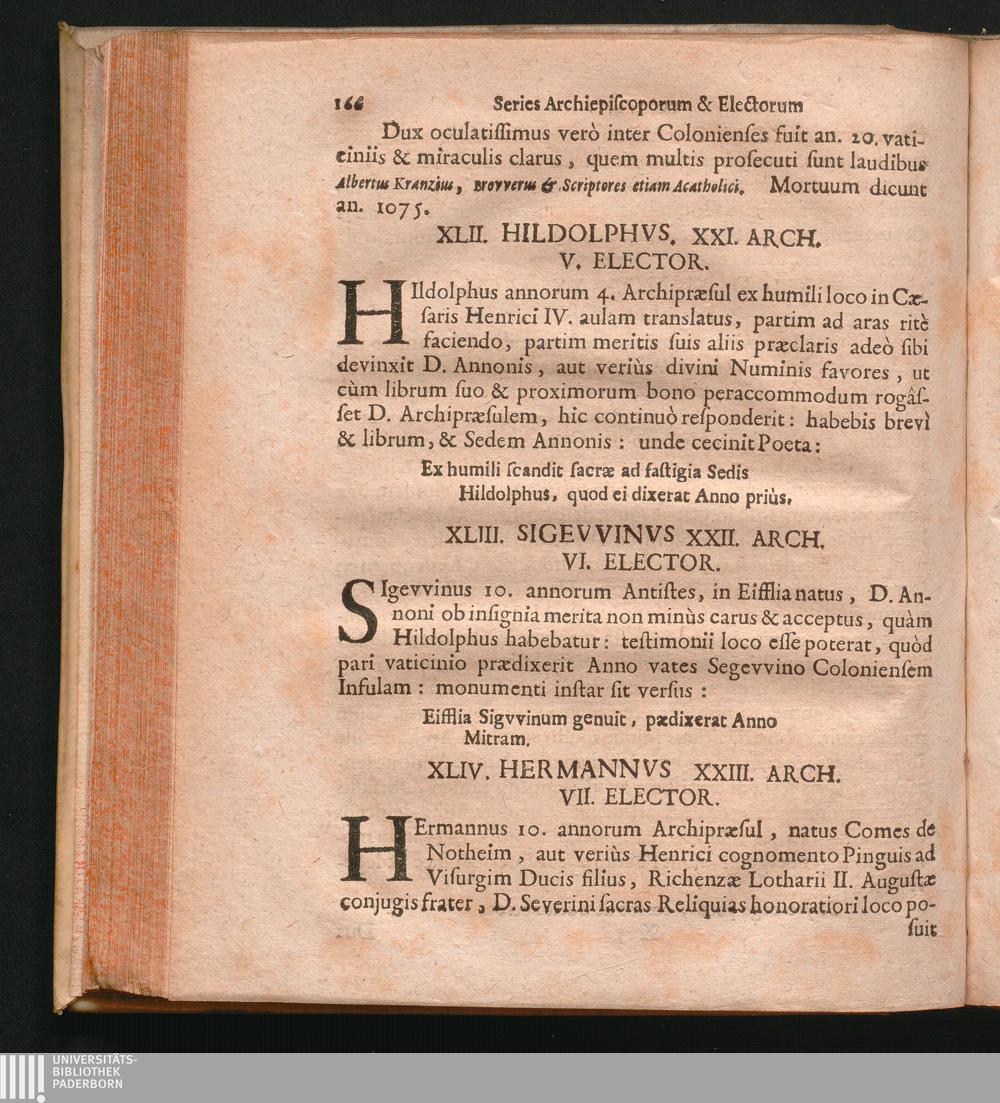 166 Series Archiepiſcoporum & Electorum
Dux oculatiſſimus verò inter Colonienſes fuit an. 20. vati-
ciniis & miraculis clarus, quem multis proſecuti ſunt laudibus
Albertus Kranzius, Brovverus & Scriptores etiam Acatholici. Mortuum dicunt
an. 1075.
XLII. HILDOLPHVS. XXI. ARCH.
V. ELECTOR.
HIldolphus annorum 4. Archipræſul ex humili loco in Cæ-
ſaris Henrici IV. aulam translatus, partim ad aras ritè
faciendo, partim meritis ſuis aliis præclaris adeò ſibi
devinxit D. Annonis, aut veriùs divini Numinis favores, ut
cùm librum ſuo & proximorum bono peraccommodum rogâſ-
ſet D. Archipræſulem, hic continuò reſponderit: habebis brevì
& librum, & Sedem Annonis: unde cecinit Poeta:
Ex humili ſcandit ſacræ ad faſtigia Sedis
Hildolphus, quod ei dixerat Anno priùs.
XLIII. SIGEVVINVS XXII. ARCH.
VI. ELECTOR.
SIgevvinus 10. annorum Antiſtes, in Eifflia natus, D. An-
noni ob inſignia merita non minùs carus & acceptus, quàm
Hildolphus habebatur: teſtimonii loco eſſe poterat, quòd
pari vaticinio prædixerit Anno vates Segevvino Colonienſem
Infulam: monumenti inſtar ſit verſus:
Eifflia Sigvvinum genuit, pædixerat Anno
Mitram.
XLIV. HERMANNVS XXIII. ARCH.
VII. ELECTOR.
HErmannus 10. annorum Archipræſul, natus Comes de
Notheim, aut veriùs Henrici cognomento Pinguis ad
Viſurgim Ducis filius, Richenzæ Lotharii II. Auguſtæ
conjugis frater, D. Severini ſacras Reliquias honoratiori loco po-
ſuit
UNIVERSITÄTS-
BIBLIOTHEK
PADERBORN